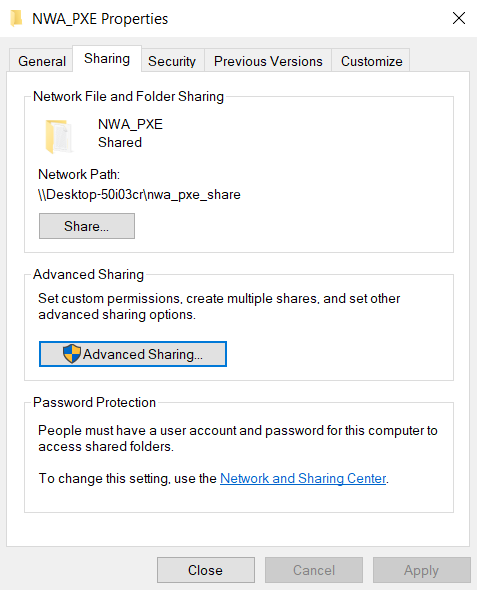 NWA_PXE Properties
General
Sharing
Security
Previous Versions
Customize
Network File and Folder Sharing
NWA_PXE
Shared
Network Path:
\\Desktop-50i03cr\nwa_pxe_share
Share...
Advanced Sharing
Set custom permissions, create multiple shares, and set other
advanced sharing options.
Advanced Sharing...
Password Protection
People must have a user account and password for this computer to
access shared folders.
To change this setting, use the Network and Sharing Center.
Close
Cancel
Apply